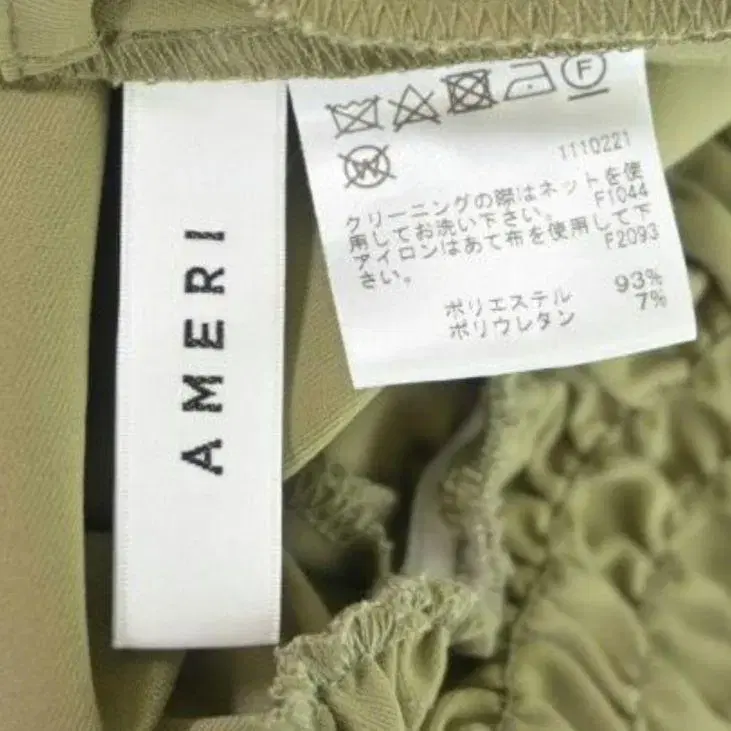 AMERI
F
W
1110221
クリーニングの際はネットを使
用してお洗い下さい。 F1044
アイロンはあて布を使用して下
さい。 F2093
ポリエステル 93%
ポリウレタン 7%